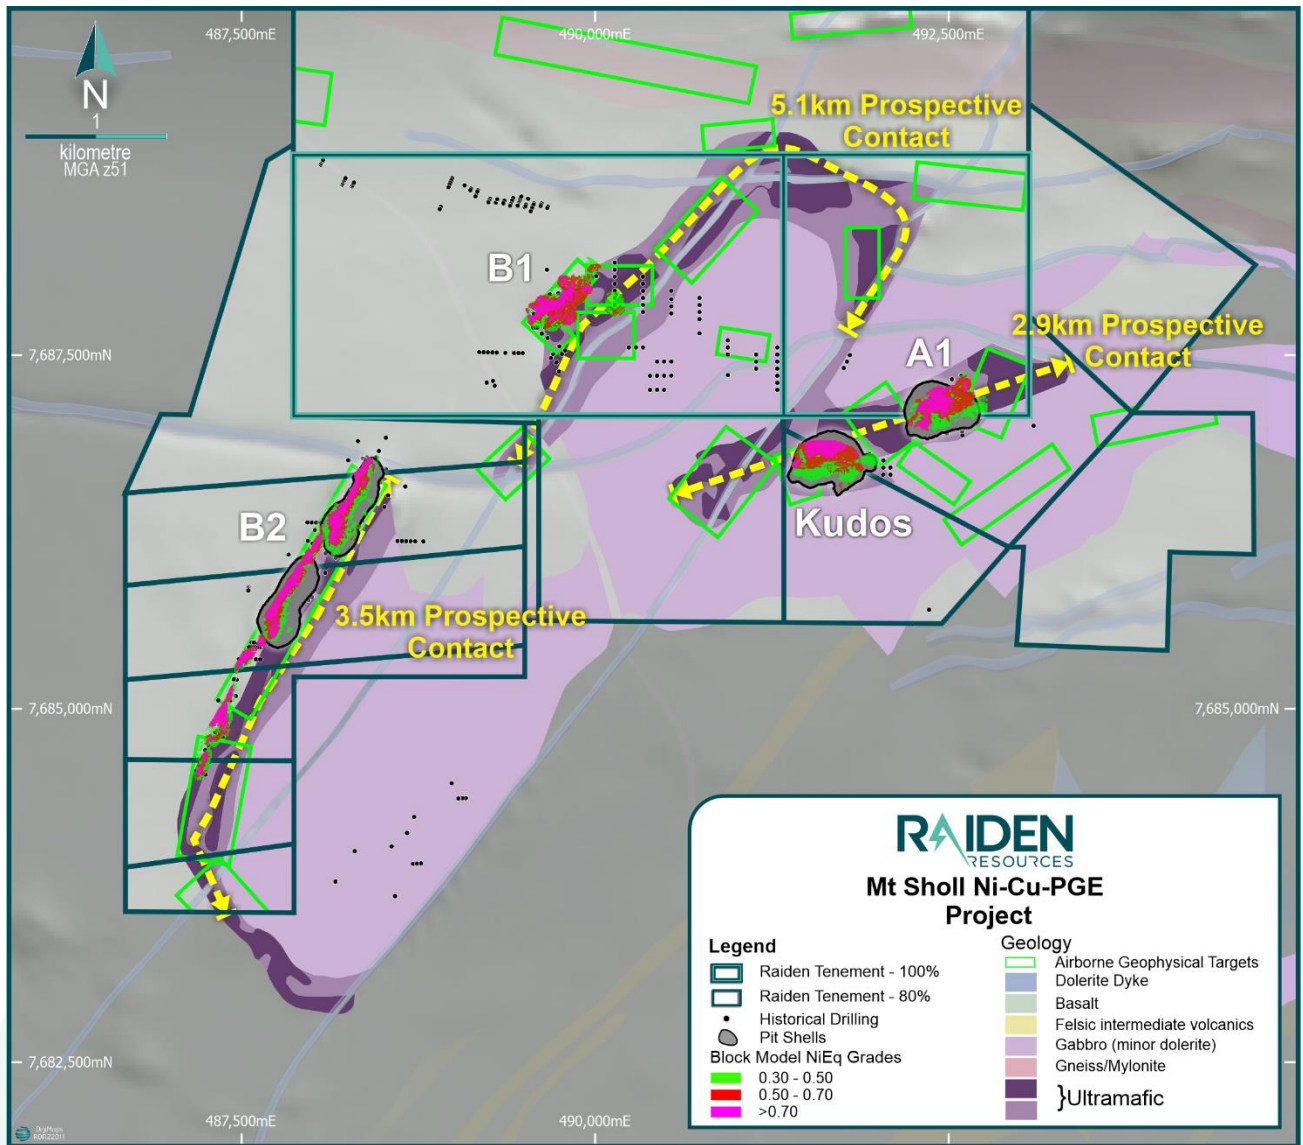 487,500mE
490,000mE
492,500mE
N
1
kilometre
MGA z51
5.1km Prospective
Contact
B1
2.9km Prospective
Contact
A1
7,687,500mN
B2
Kudos
3.5km Prospective
Contact
7,685,000mN
7,685,000mN
RAIDEN
RESOURCES
Mt Sholl Ni-Cu-PGE
Project
Legend
Raiden Tenement - 100%
Raiden Tenement - 80%
Historical Drilling
Pit Shells
Block Model NiEq Grades
0.30 - 0.50
0.50 - 0.70
>0.70
Geology
Airborne Geophysical Targets
Dolerite Dyke
Basalt
Felsic intermediate volcanics
Gabbro (minor dolerite)
Gneiss/Mylonite
}Ultramafic
7,682,500mN
487,500mE
490,000mE
DigiMaps